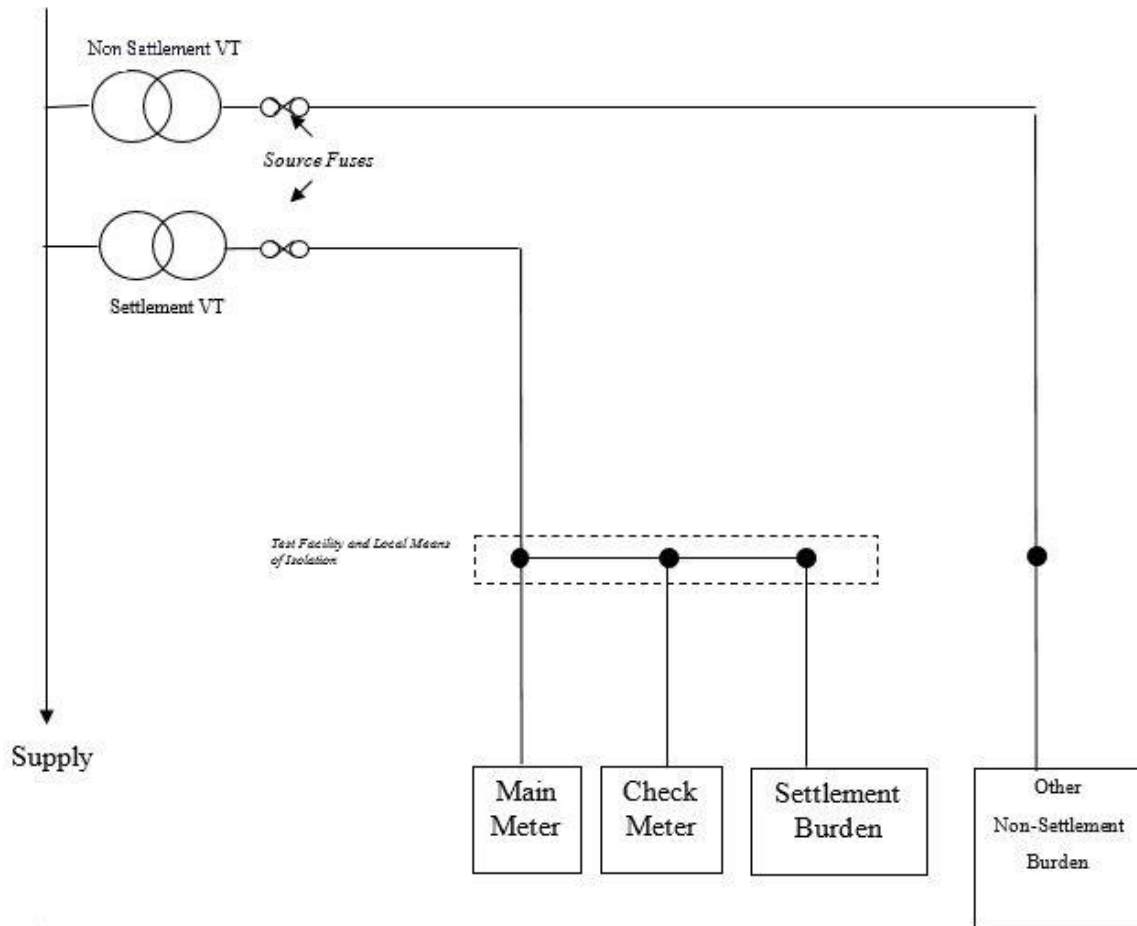 Non Settlement VT
Source Fuses
Settlement VT
Test Facility and Local Means
of Isolation
Supply
Main
Meter
Check
Meter
Settlement
Burden
Other
Non-Settlement
Burden